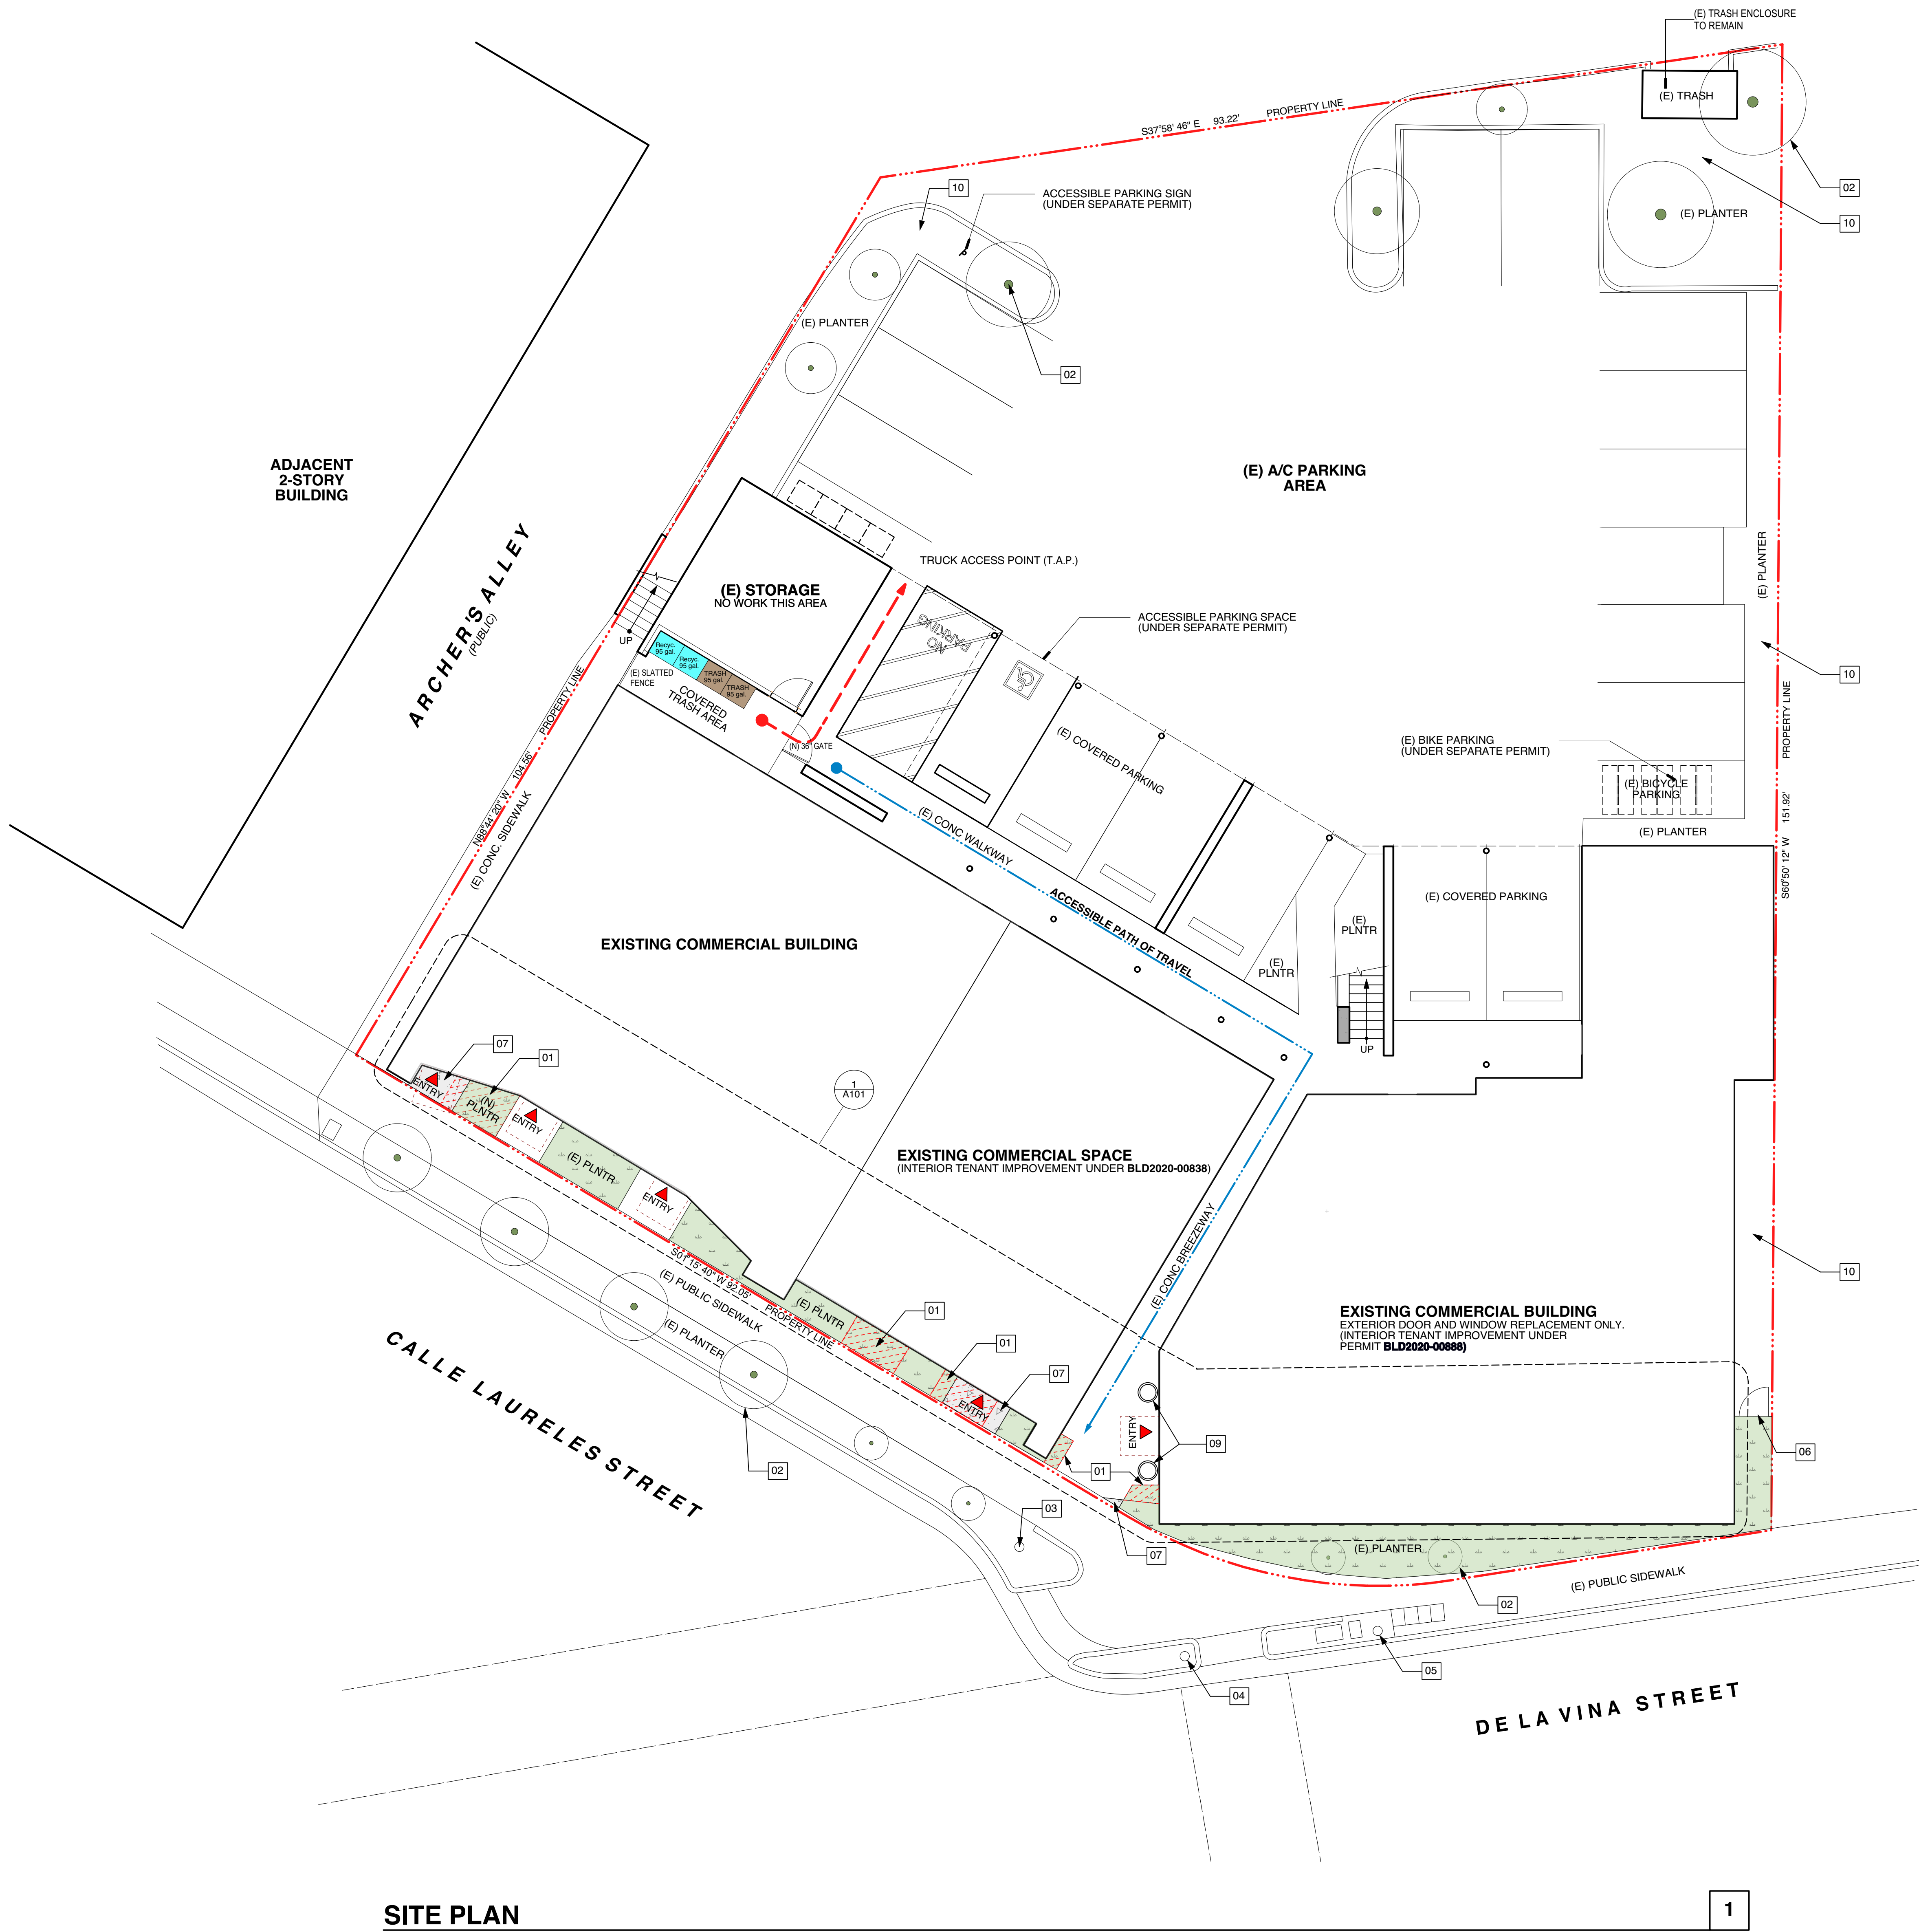 (E) TRASH ENCLOSURE
TO REMAIN
(E) TRASH
S37°58' 46" E 93.22' PROPERTY LINE
02
10
(E) PLANTER
10
ACCESSIBLE PARKING SIGN
(UNDER SEPARATE PERMIT)
(E) PLANTER
02
ADJACENT
2-STORY
BUILDING
(E) A/C PARKING
AREA
ARCHER'S ALLEY
(PUBLIC)
TRUCK ACCESS POINT (T.A.P.)
(E) STORAGE
NO WORK THIS AREA
NO
PARKING
ACCESSIBLE PARKING SPACE
(UNDER SEPARATE PERMIT)
(E) PLANTER
10
UP
Recyc.
95 gal.
Recyc.
95 gal.
TRASH
95 gal.
TRASH
95 gal.
(E) SLATTED
FENCE
COVERED
TRASH AREA
(N) 36" GATE
(E) COVERED PARKING
(E) BIKE PARKING
(UNDER SEPARATE PERMIT)
(E) BICYCLE
PARKING
(E) PLANTER
S60°50' 12" W 151.92' PROPERTY LINE
N88°44' 20" W 104.56' PROPERTY LINE
(E) CONC. SIDEWALK
(E) CONC WALKWAY
ACCESSIBLE PATH OF TRAVEL
(E) COVERED PARKING
(E)
PLNTR
(E)
PLNTR
UP
EXISTING COMMERCIAL BUILDING
07
01
ENTRY
(N)
PLNTR
ENTRY
(E) PLNTR
ENTRY
1
A101
EXISTING COMMERCIAL SPACE
(INTERIOR TENANT IMPROVEMENT UNDER BLD2020-00838)
(E) CONC BREEZEWAY
S01°15' 40" W 92.05' PROPERTY LINE
(E) PUBLIC SIDEWALK
(E) PLANTER
(E) PLNTR
01
01
07
ENTRY
10
EXISTING COMMERCIAL BUILDING
EXTERIOR DOOR AND WINDOW REPLACEMENT ONLY.
(INTERIOR TENANT IMPROVEMENT UNDER
PERMIT BLD2020-00888)
CALLE LAURELES STREET
02
ENTRY
09
01
06
03
07
(E) PLANTER
02
(E) PUBLIC SIDEWALK
05
04
DE LA VINA STREET
SITE PLAN
1